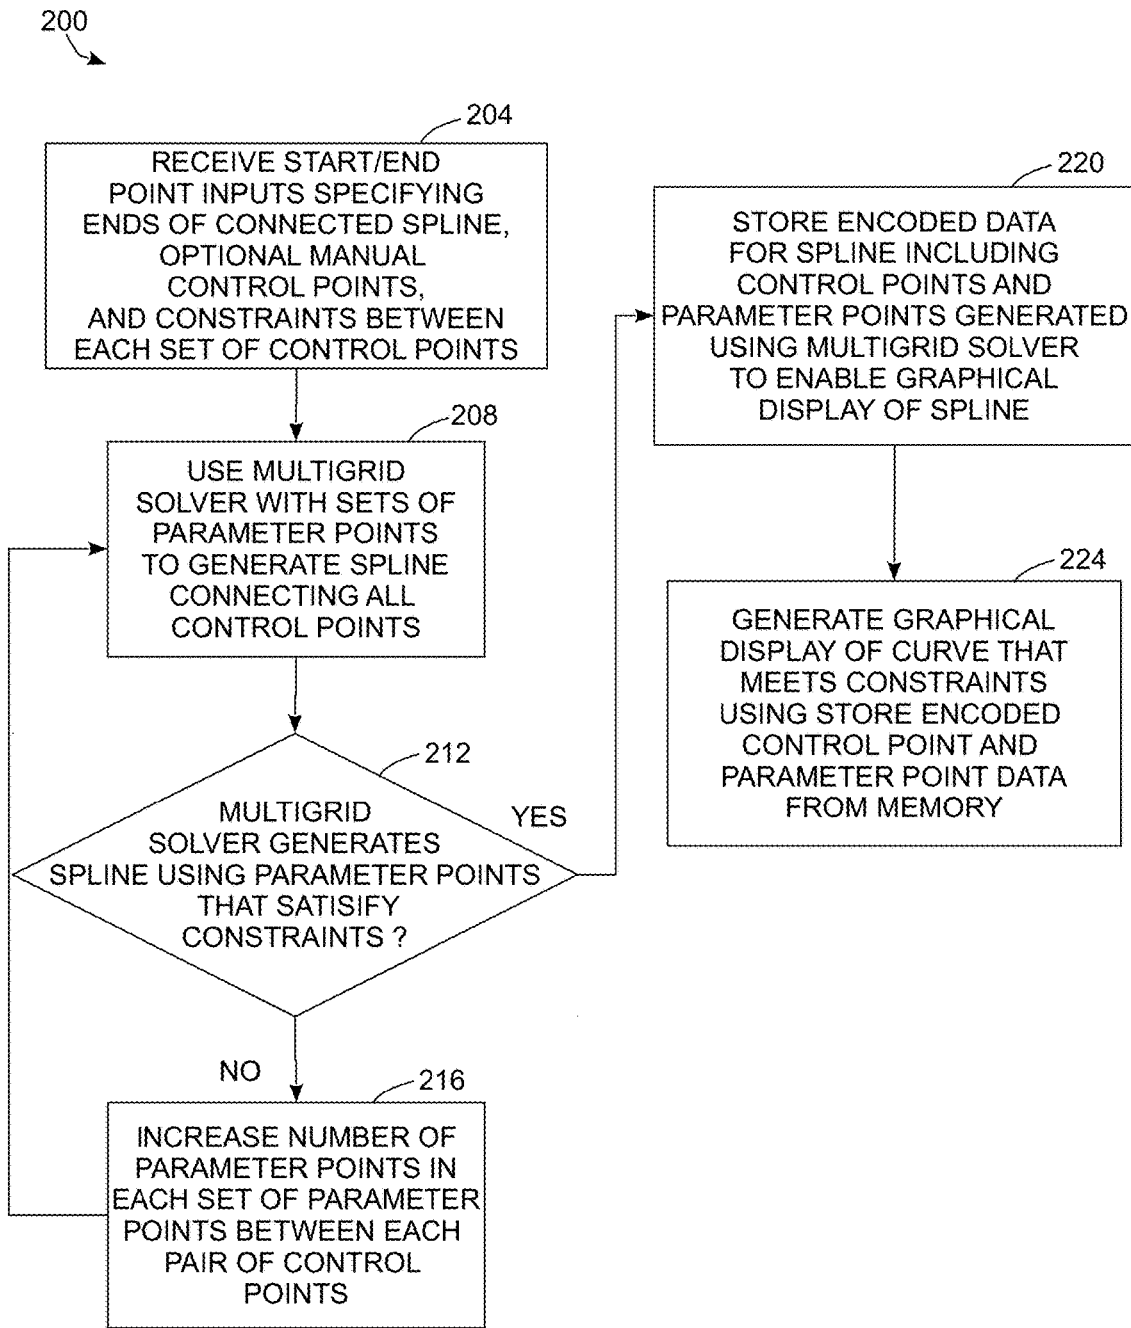 200
204
RECEIVE START/END
POINT INPUTS SPECIFYING
ENDS OF CONNECTED SPLINE,
OPTIONAL MANUAL
CONTROL POINTS,
AND CONSTRAINTS BETWEEN
EACH SET OF CONTROL POINTS
208
USE MULTIGRID
SOLVER WITH SETS OF
PARAMETER POINTS
TO GENERATE SPLINE
CONNECTING ALL
CONTROL POINTS
212
MULTIGRID
SOLVER GENERATES
SPLINE USING PARAMETER POINTS
THAT SATISIFY
CONSTRAINTS ?
YES
NO
216
INCREASE NUMBER OF
PARAMETER POINTS IN
EACH SET OF PARAMETER
POINTS BETWEEN EACH
PAIR OF CONTROL
POINTS
220
STORE ENCODED DATA
FOR SPLINE INCLUDING
CONTROL POINTS AND
PARAMETER POINTS GENERATED
USING MULTIGRID SOLVER
TO ENABLE GRAPHICAL
DISPLAY OF SPLINE
224
GENERATE GRAPHICAL
DISPLAY OF CURVE THAT
MEETS CONSTRAINTS
USING STORE ENCODED
CONTROL POINT AND
PARAMETER POINT DATA
FROM MEMORY